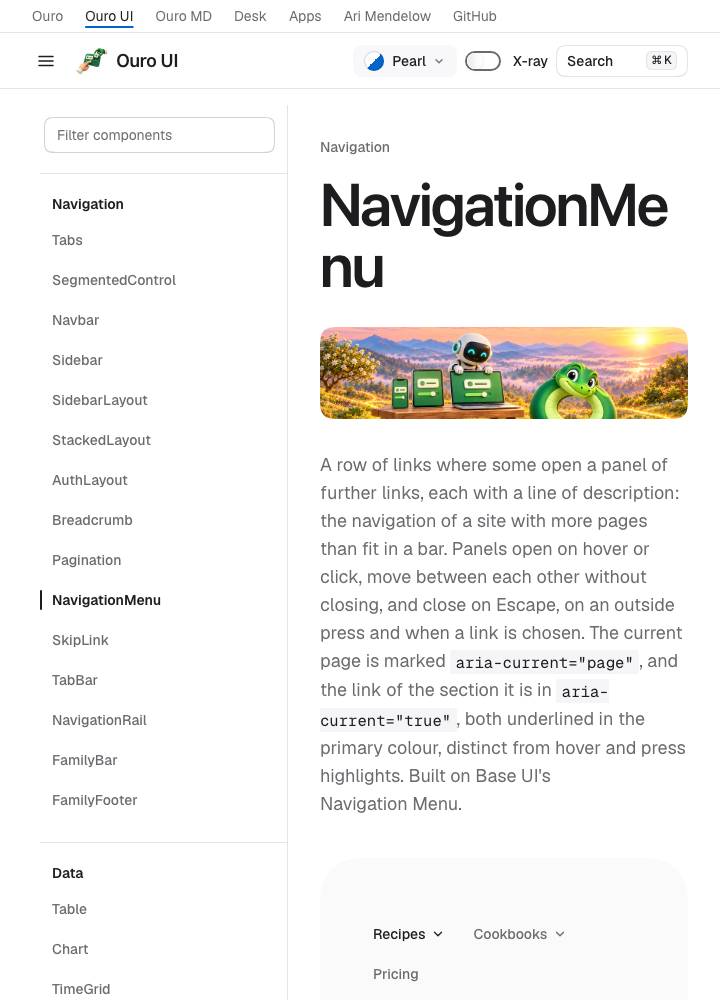 Ouro
Ouro UI
Ouro MD
Desk
Apps
Ari Mendelow
GitHub
Ouro UI
Pearl
X-ray
Search
⌘ K
Filter components
Navigation
Tabs
SegmentedControl
Navbar
Sidebar
SidebarLayout
StackedLayout
AuthLayout
Breadcrumb
Pagination
NavigationMenu
SkipLink
TabBar
NavigationRail
FamilyBar
FamilyFooter
Data
Table
Chart
TimeGrid
Navigation
NavigationMe
nu
A row of links where some open a panel of
further links, each with a line of description:
the navigation of a site with more pages
than fit in a bar. Panels open on hover or
click, move between each other without
closing, and close on Escape, on an outside
press and when a link is chosen. The current
page is marked aria-current="page", and
the link of the section it is in aria-
current="true", both underlined in the
primary colour, distinct from hover and press
highlights. Built on Base UI's
Navigation Menu.
Recipes
Cookbooks
Pricing